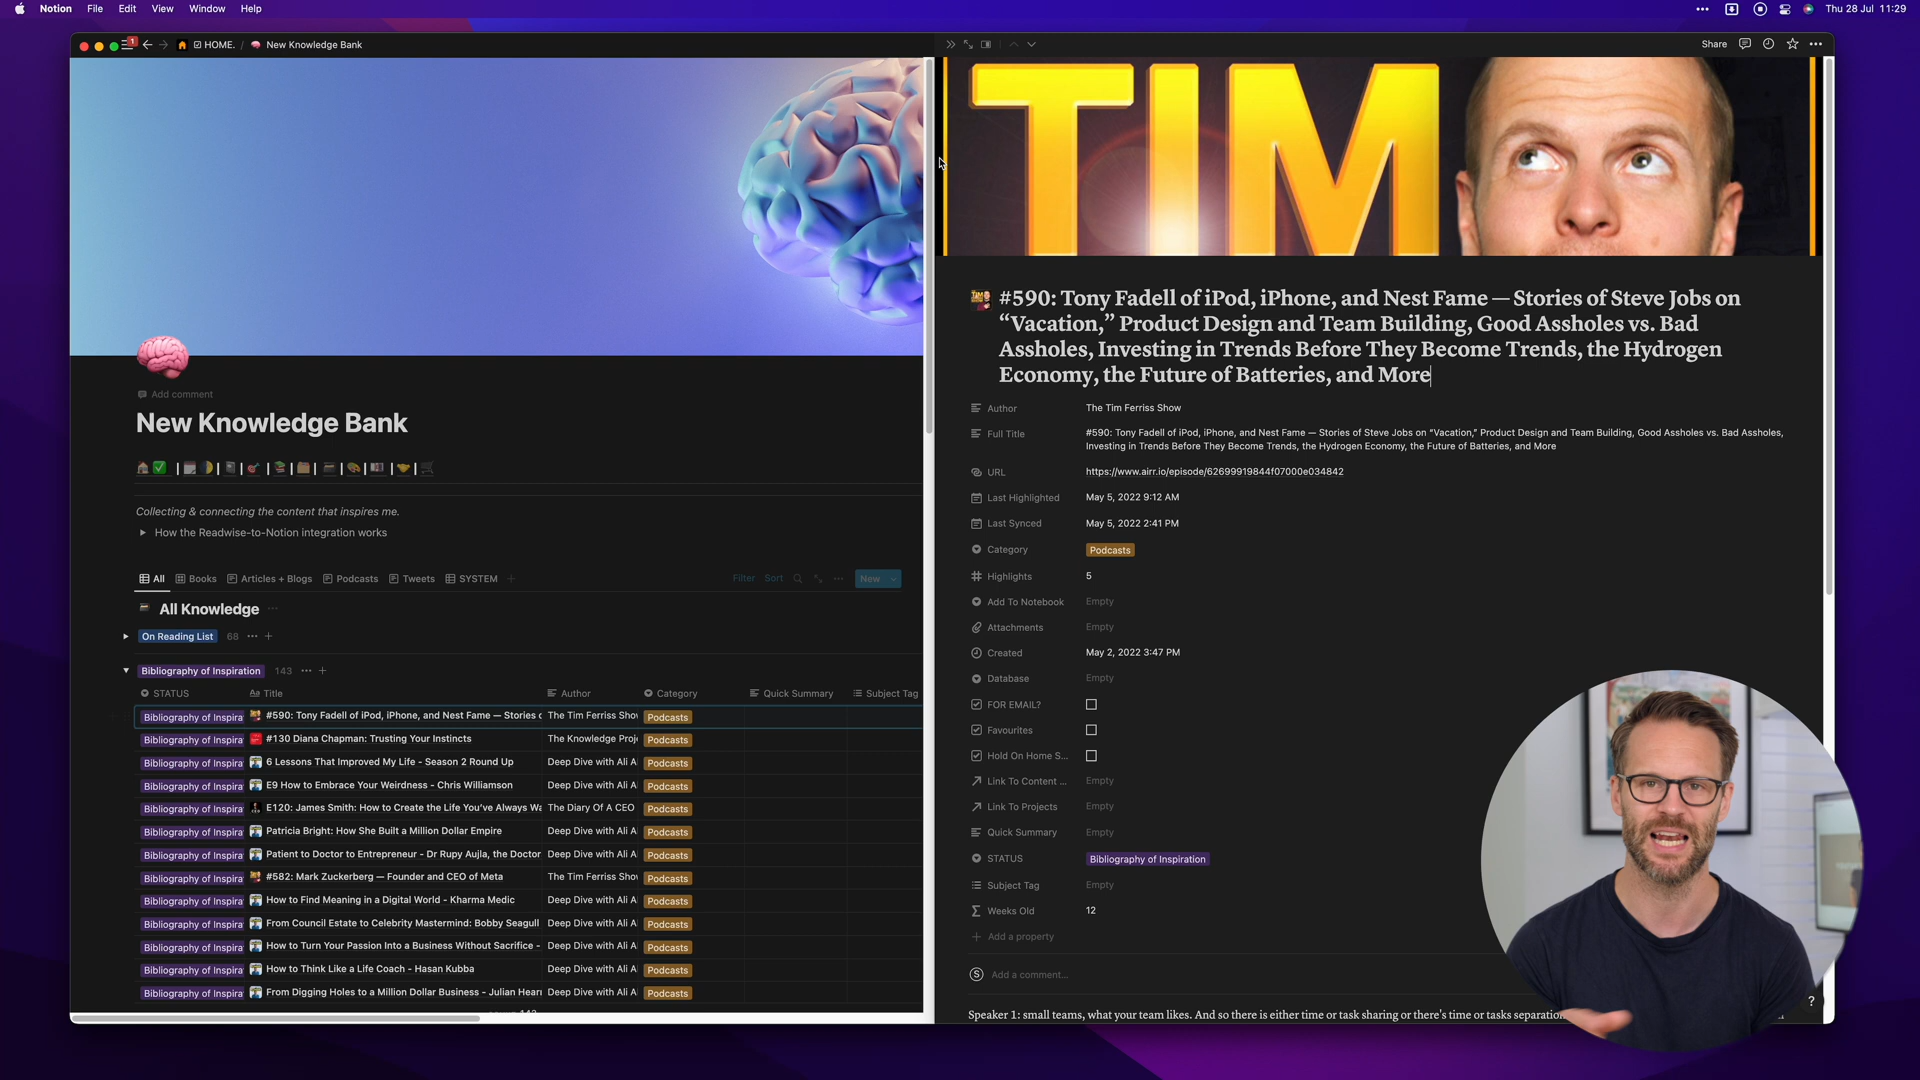 Notion File Edit View Window Help
Thu 28 Jul 11:29
1
HOME. / New Knowledge Bank
Share
TIM
Add comment
New Knowledge Bank
Collecting & connecting the content that inspires me.
How the Readwise-to-Notion integration works
All Books Articles + Blogs Podcasts Tweets SYSTEM
Filter Sort New
All Knowledge
On Reading List 68
Bibliography of Inspiration 143
STATUS Title Author Category Quick Summary Subject Tag
Bibliography of Inspira #590: Tony Fadell of iPod, iPhone, and Nest Fame — Stories o The Tim Ferriss Show Podcasts
Bibliography of Inspira #130 Diana Chapman: Trusting Your Instincts The Knowledge Proje Podcasts
Bibliography of Inspira 6 Lessons That Improved My Life - Season 2 Round Up Deep Dive with Ali A Podcasts
Bibliography of Inspira E9 How to Embrace Your Weirdness - Chris Williamson Deep Dive with Ali A Podcasts
Bibliography of Inspira E120: James Smith: How to Create the Life You've Always Wa The Diary Of A CEO Podcasts
Bibliography of Inspira Patricia Bright: How She Built a Million Dollar Empire Deep Dive with Ali A Podcasts
Bibliography of Inspira Patient to Doctor to Entrepreneur - Dr Rupy Aujla, the Doctor Deep Dive with Ali A Podcasts
Bibliography of Inspira #582: Mark Zuckerberg — Founder and CEO of Meta The Tim Ferriss Show Podcasts
Bibliography of Inspira How to Find Meaning in a Digital World - Kharma Medic Deep Dive with Ali A Podcasts
Bibliography of Inspira From Council Estate to Celebrity Mastermind: Bobby Seagull Deep Dive with Ali A Podcasts
Bibliography of Inspira How to Turn Your Passion Into a Business Without Sacrifice - Deep Dive with Ali A Podcasts
Bibliography of Inspira How to Think Like a Life Coach - Hasan Kubba Deep Dive with Ali A Podcasts
Bibliography of Inspira From Digging Holes to a Million Dollar Business - Julian Hearn Deep Dive with Ali A Podcasts
#590: Tony Fadell of iPod, iPhone, and Nest Fame — Stories of Steve Jobs on
“Vacation,” Product Design and Team Building, Good Assholes vs. Bad
Assholes, Investing in Trends Before They Become Trends, the Hydrogen
Economy, the Future of Batteries, and More
Author The Tim Ferriss Show
Full Title #590: Tony Fadell of iPod, iPhone, and Nest Fame — Stories of Steve Jobs on “Vacation,” Product Design and Team Building, Good Assholes vs. Bad Assholes,
Investing in Trends Before They Become Trends, the Hydrogen Economy, the Future of Batteries, and More
URL https://www.airr.io/episode/62699919844f07000e034842
Last Highlighted May 5, 2022 9:12 AM
Last Synced May 5, 2022 2:41 PM
Category Podcasts
Highlights 5
Add To Notebook Empty
Attachments Empty
Created May 2, 2022 3:47 PM
Database Empty
FOR EMAIL?
Favourites
Hold On Home S...
Link To Content ... Empty
Link To Projects Empty
Quick Summary Empty
STATUS Bibliography of Inspiration
Subject Tag Empty
Weeks Old 12
Add a property
S Add a comment...
?
Speaker 1: small teams, what your team likes. And so there is either time or task sharing or there's time or tasks separation